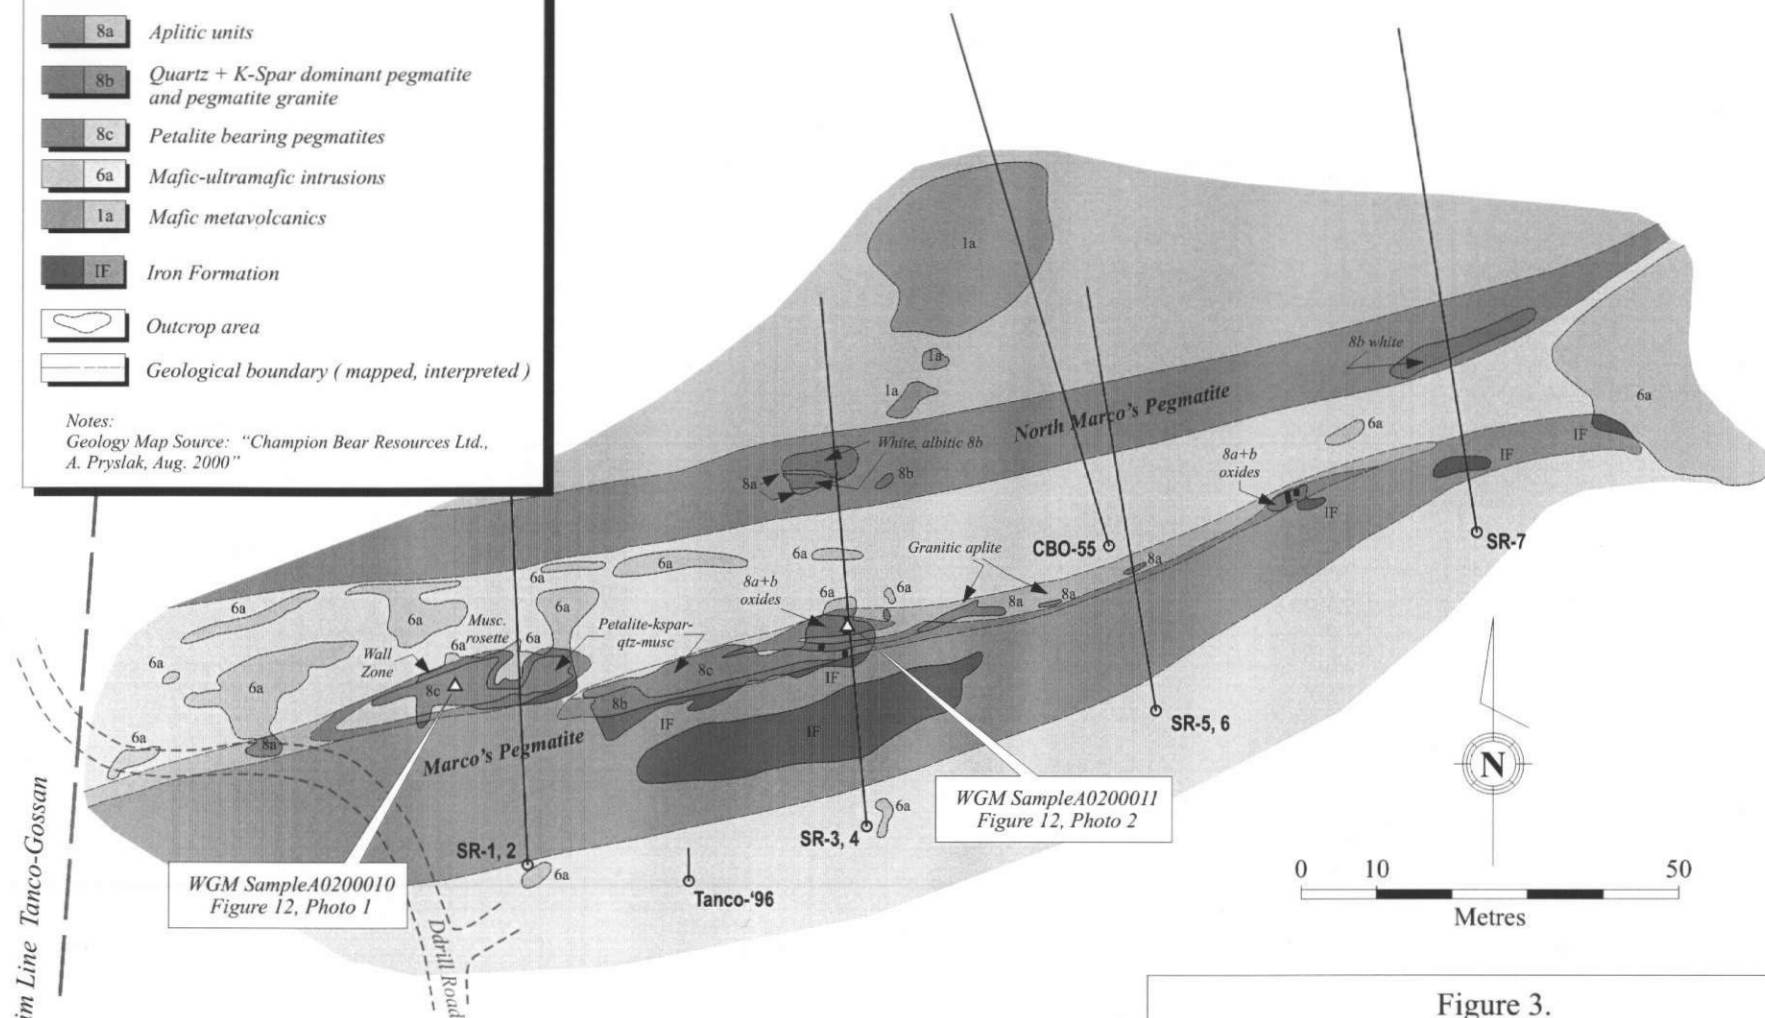 8a Aplitic units
8b Quartz + K-Spar dominant pegmatite
and pegmatite granite
8c Petalite bearing pegmatites
6a Mafic-ultramafic intrusions
1a Mafic metavolcanics
IF Iron Formation
Outcrop area
Geological boundary ( mapped, interpreted )
Notes:
Geology Map Source: “Champion Bear Resources Ltd.,
A. Pryslak, Aug. 2000”
1a
1a
1a
8b white
North Marco's Pegmatite
White, albitic 8b
8a
8b
6a
6a
8a+b
oxides
IF
IF
IF
SR-7
CBO-55
Granitic aplite
6a
6a
6a
8a+b
oxides
6a
6a
8a
8a
6a
6a
6a
Musc.
rosette
6a
6a
Petalite-kspar-
qtz-musc
Wall
Zone
6a
6a
8c
8c
IF
8b
IF
IF
6a
8a
Marco's Pegmatite
SR-5, 6
N
WGM SampleA0200011
Figure 12, Photo 2
6a
SR-3, 4
SR-1, 2
6a
Tanco-‘96
WGM SampleA0200010
Figure 12, Photo 1
0 10 50
Metres
Ddrill Road
im Line Tanco-Gossan
Figure 3.